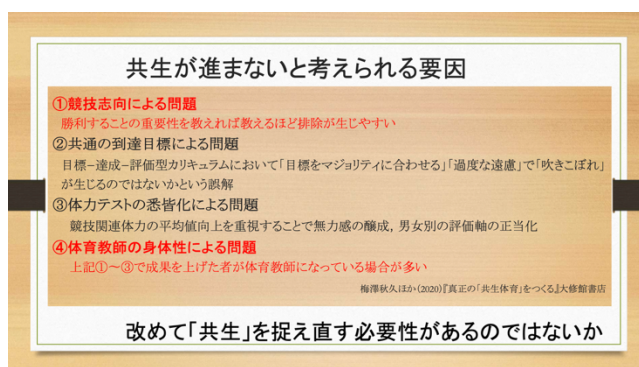 共生が進まないと考えられる要因
①競技志向による問題
勝利することの重要性を教えれば教えるほど排除が生じやすい
②共通の到達目標による問題
目標−達成−評価型カリキュラムにおいて「目標をマジョリティに合わせる」「過度な遠慮」で「吹きこぼれ」
が生じるのではないかという誤解
③体力テストの悉皆化による問題
競技関連体力の平均値向上を重視することで無力感の醸成，男女別の評価軸の正当化
④体育教師の身体性による問題
上記①～③で成果を上げた者が体育教師になっている場合が多い
梅澤秋久ほか(2020)『真正の「共生体育」をつくる』大修館書店
改めて「共生」を捉え直す必要性があるのではないか